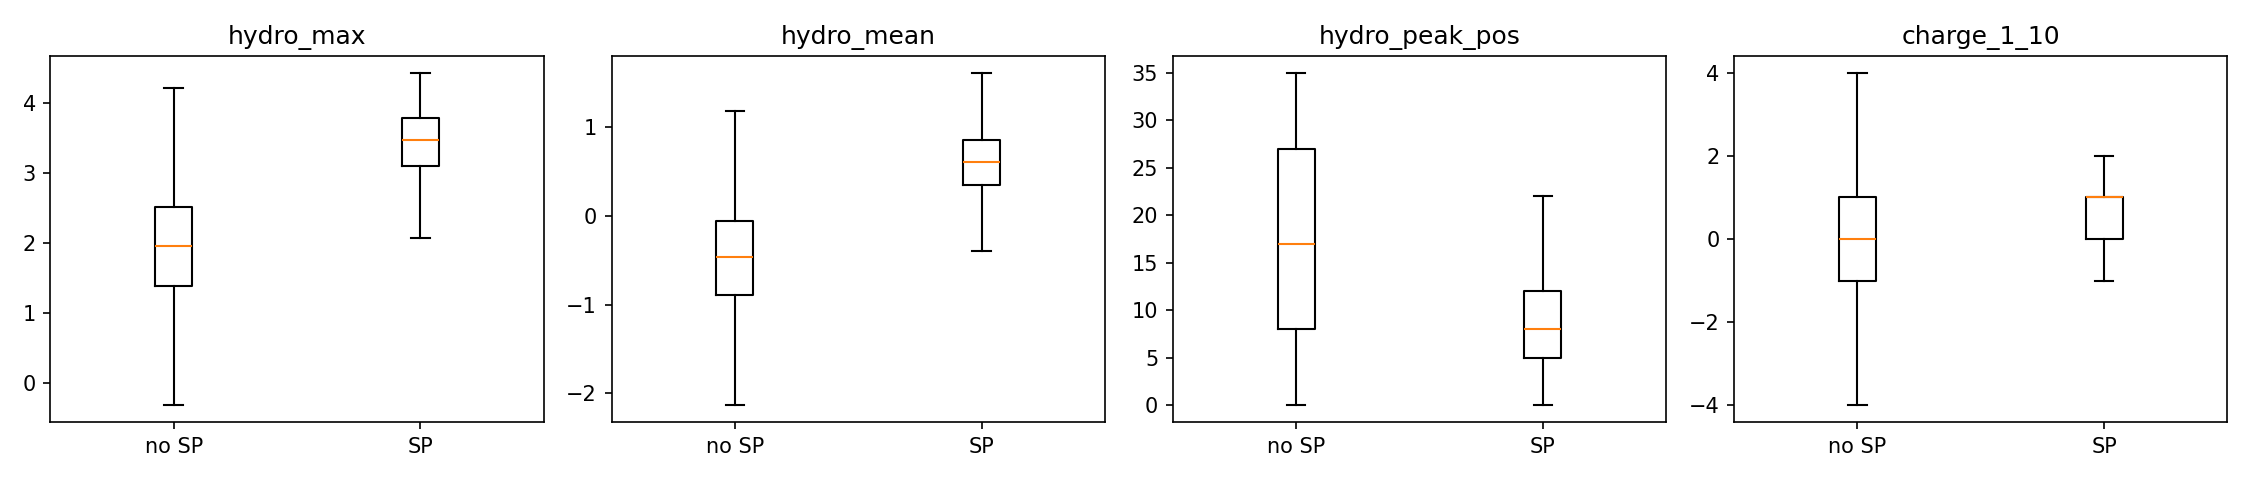 hydro_max
4
3
2
1
0
no SP
SP
hydro_mean
1
0
−1
−2
no SP
SP
hydro_peak_pos
35
30
25
20
15
10
5
0
no SP
SP
charge_1_10
4
2
0
−2
−4
no SP
SP